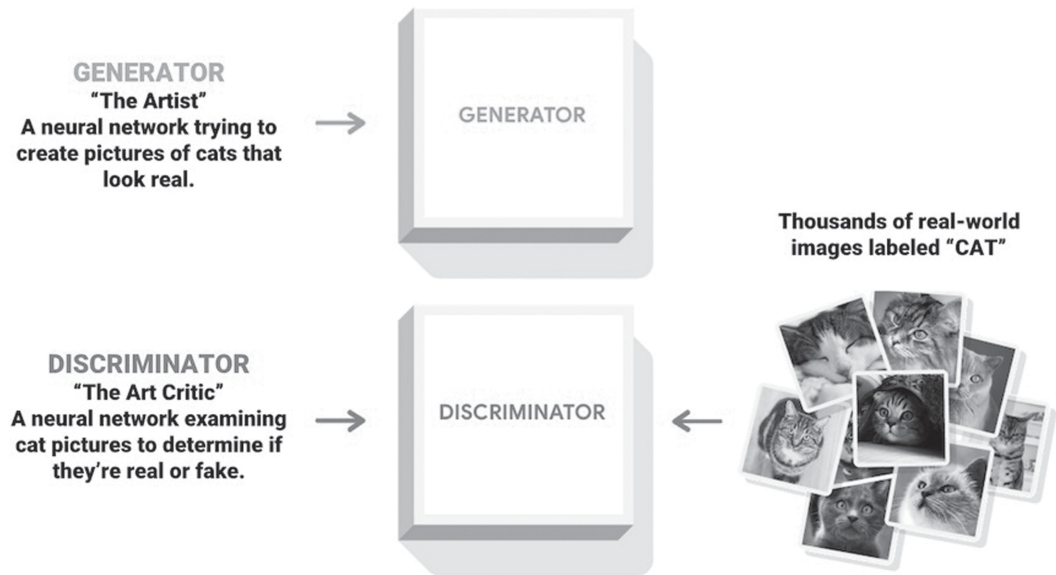 GENERATOR
“The Artist”
A neural network trying to
create pictures of cats that
look real.
GENERATOR
Thousands of real-world
images labeled “CAT”
DISCRIMINATOR
“The Art Critic”
A neural network examining
cat pictures to determine if
they’re real or fake.
DISCRIMINATOR